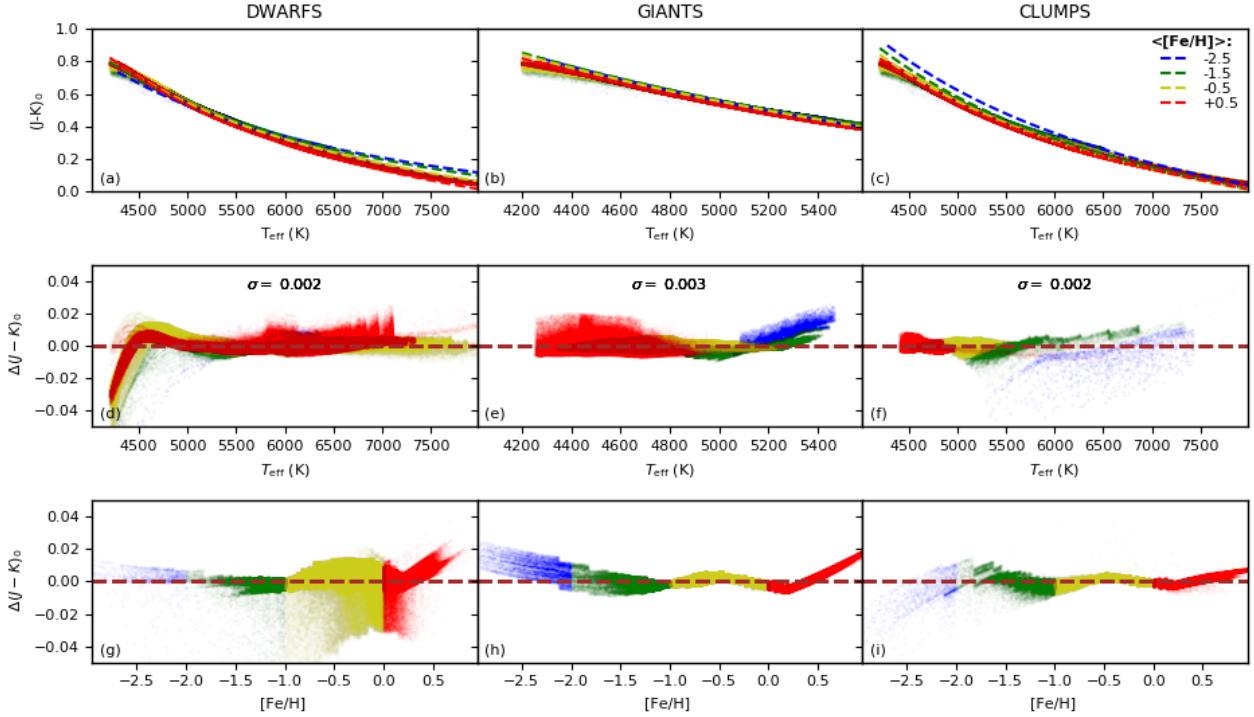 DWARFS GIANTS CLUMPS
1.0 0.8 0.6 0.4 0.2 0.0
(J-K)₀
<[Fe/H]>:
-2.5
-1.5
-0.5
+0.5
(a) (b) (c)
4500 5000 5500 6000 6500 7000 7500 4200 4400 4600 4800 5000 5200 5400 4500 5000 5500 6000 6500 7000 7500
T_eff (K) T_eff (K) T_eff (K)
0.04 0.02 0.00 −0.02 −0.04
Δ(J − K)₀
σ = 0.002 σ = 0.003 σ = 0.002
(d) (e) (f)
4500 5000 5500 6000 6500 7000 7500 4200 4400 4600 4800 5000 5200 5400 4500 5000 5500 6000 6500 7000 7500
T_eff (K) T_eff (K) T_eff (K)
0.04 0.02 0.00 −0.02 −0.04
Δ(J − K)₀
(g) (h) (i)
−2.5 −2.0 −1.5 −1.0 −0.5 0.0 0.5 −2.5 −2.0 −1.5 −1.0 −0.5 0.0 0.5 −2.5 −2.0 −1.5 −1.0 −0.5 0.0 0.5
[Fe/H] [Fe/H] [Fe/H]